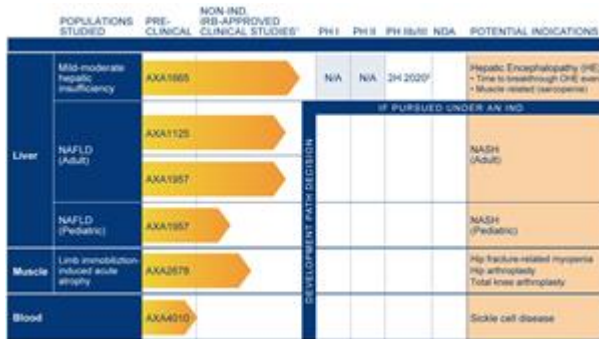 POPULATIONS STUDIED
PRE-CLINICAL
NON-IND. IRB-APPROVED CLINICAL STUDIES¹
PH I
PH II
PH IIb/III
NDA
POTENTIAL INDICATIONS
Liver
Mild-moderate
hepatic
insufficiency
AXA1665
N/A
N/A
2H 2020²
Hepatic Encephalopathy (HE)
• Time to breakthrough OHE even
• Muscle related (sarcopenia)
DEVELOPMENT PATH DECISION
IF PURSUED UNDER AN IND
NAFLD
(Adult)
AXA1125
AXA1957
NASH
(Adult)
NAFLD
(Pediatric)
AXA1957
NASH
(Pediatric)
Muscle
Limb immobilization-
induced acute
atrophy
AXA2678
Hip fracture-related myopenia
Hip arthroplasty
Total knee arthroplasty
Blood
AXA4010
Sickle cell disease